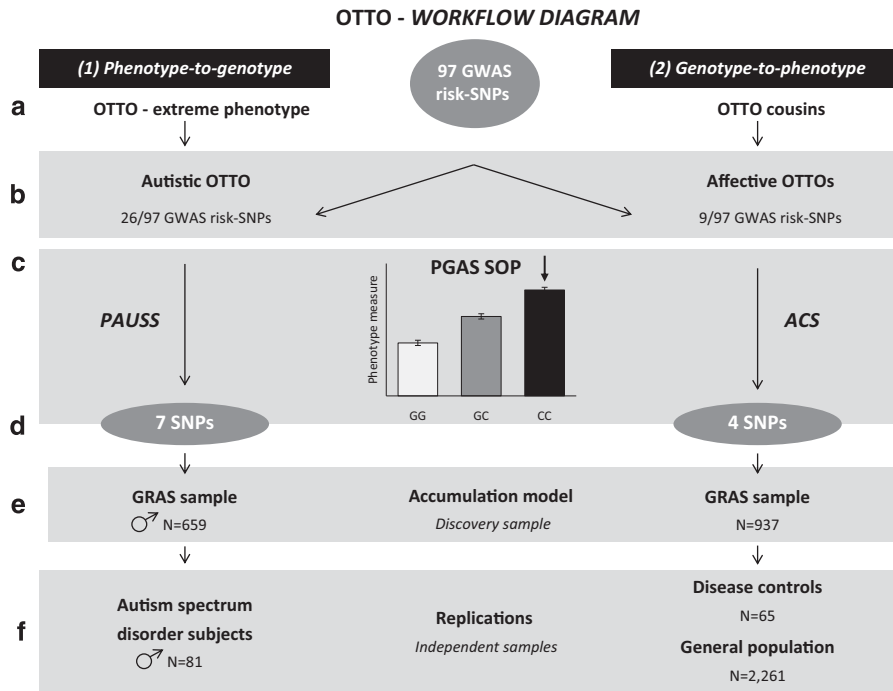 OTTO - WORKFLOW DIAGRAM
(1) Phenotype-to-genotype
97 GWAS
risk-SNPs
(2) Genotype-to-phenotype
a
OTTO - extreme phenotype
OTTO cousins
b
Autistic OTTO
26/97 GWAS risk-SNPs
Affective OTTOs
9/97 GWAS risk-SNPs
c
PAUSS
PGAS SOP
Phenotype measure
GG GC CC
ACS
d
7 SNPs
4 SNPs
e
GRAS sample
N=659
Accumulation model
Discovery sample
GRAS sample
N=937
f
Autism spectrum
disorder subjects
N=81
Replications
Independent samples
Disease controls
N=65
General population
N=2,261